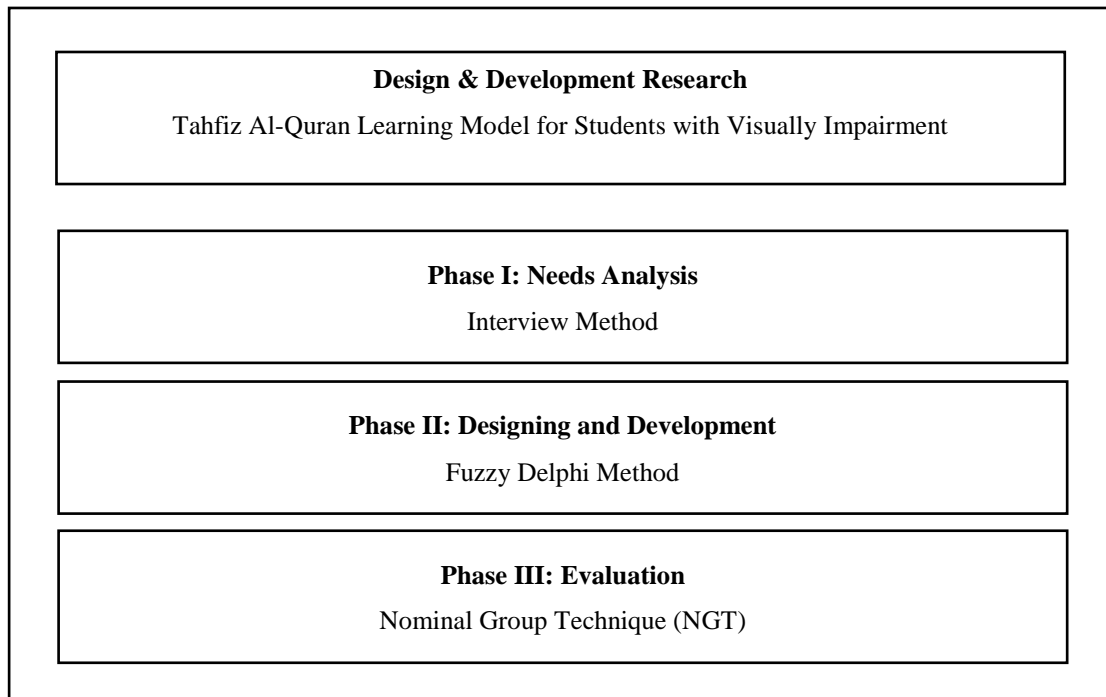 Design & Development Research
Tahfiz Al-Quran Learning Model for Students with Visually Impairment
Phase I: Needs Analysis
Interview Method
Phase II: Designing and Development
Fuzzy Delphi Method
Phase III: Evaluation
Nominal Group Technique (NGT)